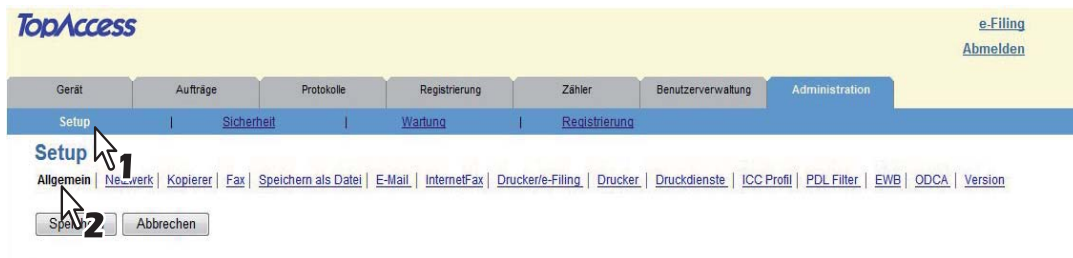 TopAccess
e-Filing
Abmelden
Gerät Aufträge Protokolle Registrierung Zähler Benutzerverwaltung Administration
Setup | Sicherheit | Wartung | Registrierung
Setup
1
Allgemein | Netzwerk | Kopierer | Fax | Speichern als Datei | E-Mail | InternetFax | Drucker/e-Filing | Drucker | Druckdienste | ICC Profil | PDL Filter | EWB | ODCA | Version
2
Speichern Abbrechen